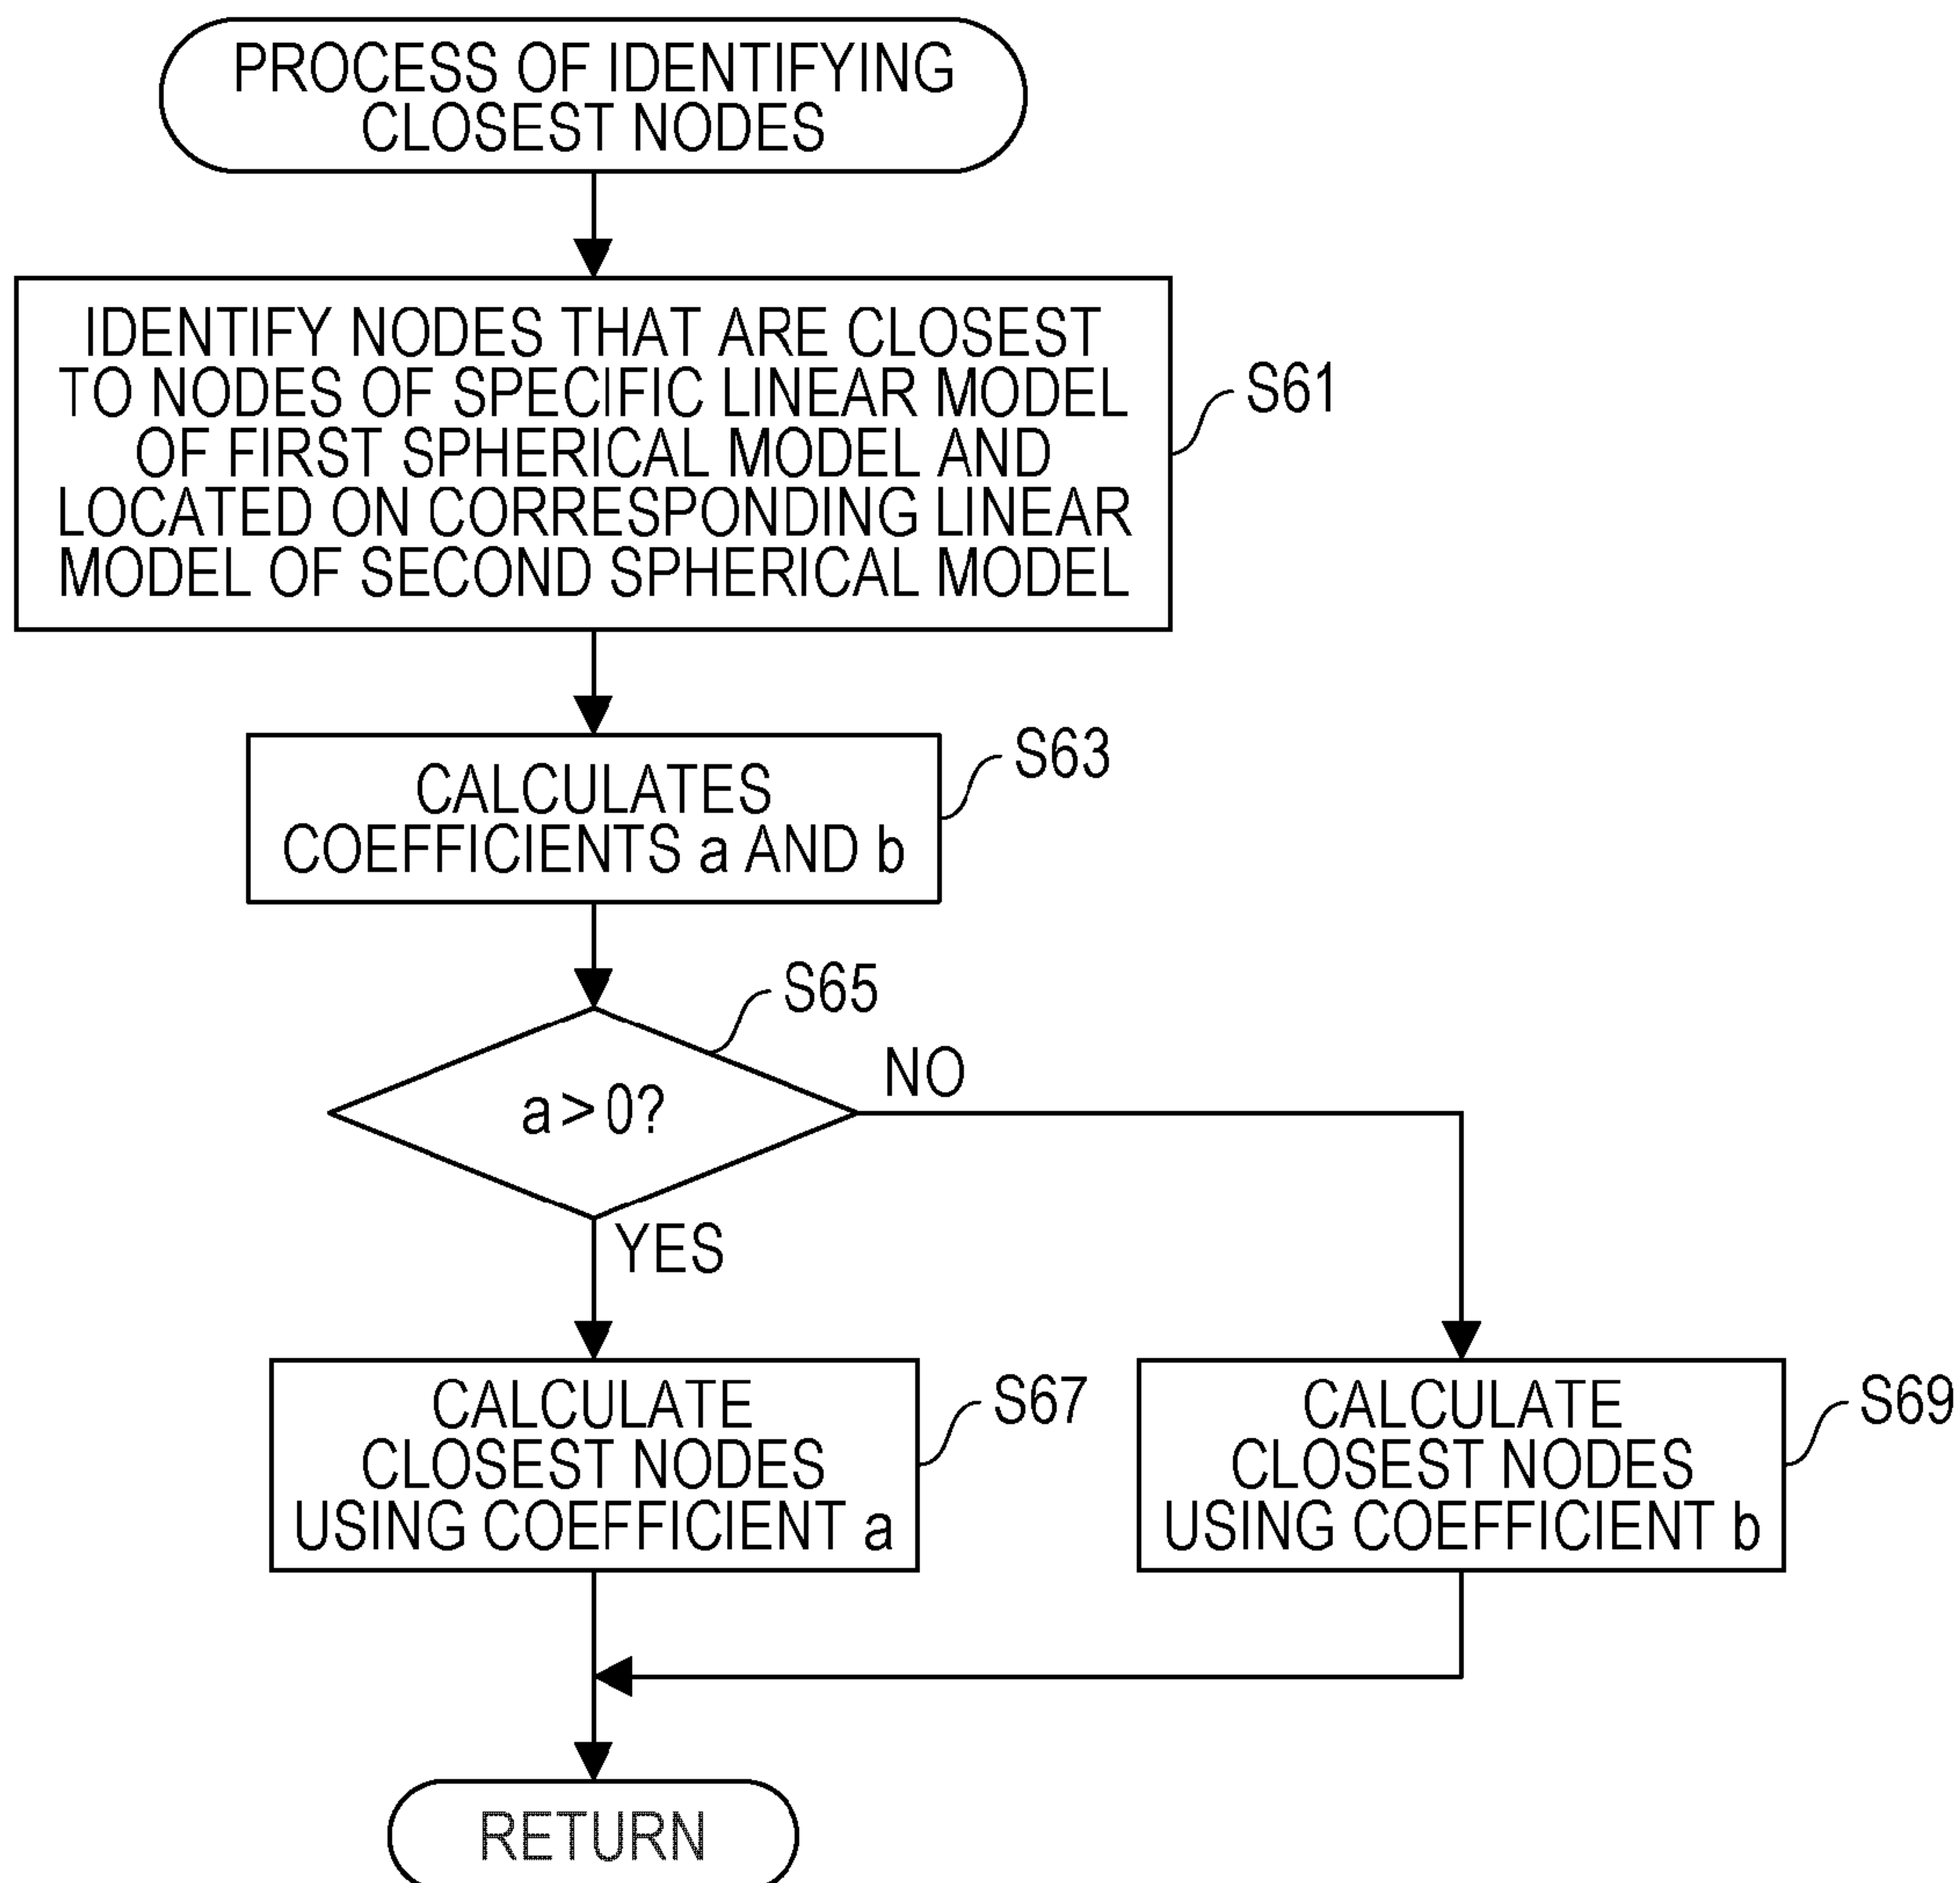 PROCESS OF IDENTIFYING
CLOSEST NODES
IDENTIFY NODES THAT ARE CLOSEST
TO NODES OF SPECIFIC LINEAR MODEL
OF FIRST SPHERICAL MODEL AND
LOCATED ON CORRESPONDING LINEAR
MODEL OF SECOND SPHERICAL MODEL
S61
CALCULATES
COEFFICIENTS a AND b
S63
S65
a > 0?
NO
YES
CALCULATE
CLOSEST NODES
USING COEFFICIENT a
S67
CALCULATE
CLOSEST NODES
USING COEFFICIENT b
S69
RETURN